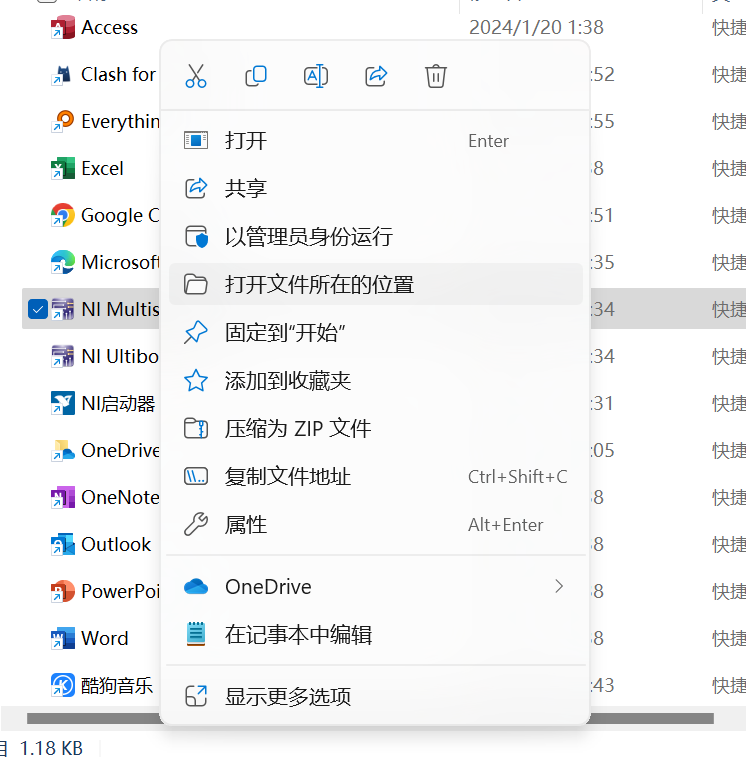 Access 2024/1/20 1:38 快捷
Clash for :52 快捷
Everythin :55 快捷
Excel 8 快捷
Google C :51 快捷
Microsoft :35 快捷
NI Multis :34 快捷
NI Ultibo :34 快捷
NI启动器 :31 快捷
OneDrive :05 快捷
OneNote 8 快捷
Outlook 8 快捷
PowerPoi 8 快捷
Word 8 快捷
酷狗音乐 :43 快捷
打开 Enter
共享
以管理员身份运行
打开文件所在的位置
固定到“开始”
添加到收藏夹
压缩为 ZIP 文件
复制文件地址 Ctrl+Shift+C
属性 Alt+Enter
OneDrive
在记事本中编辑
显示更多选项
1.18 KB